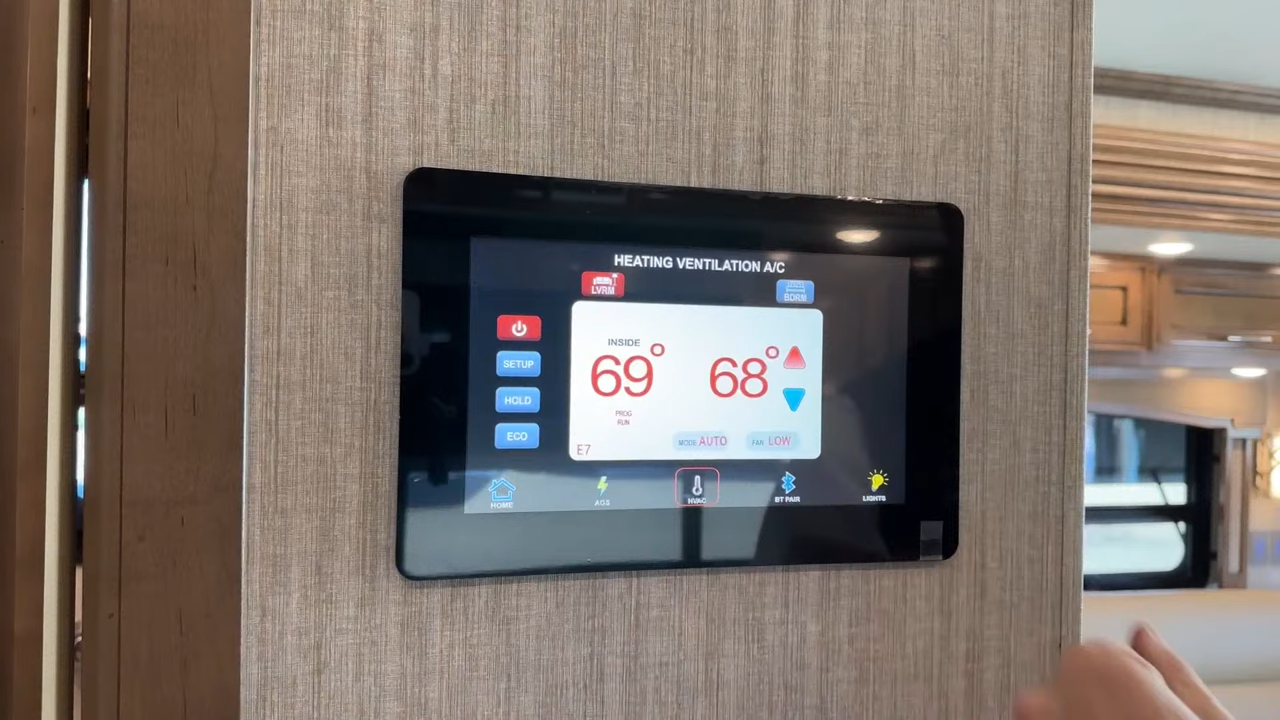 HEATING VENTILATION A/C
LVRM
BDRM
INSIDE
69° 68°
PROG
RUN
E7
MODE AUTO FAN LOW
SETUP
HOLD
ECO
HOME AGS HVAC BT PAIR LIGHTS